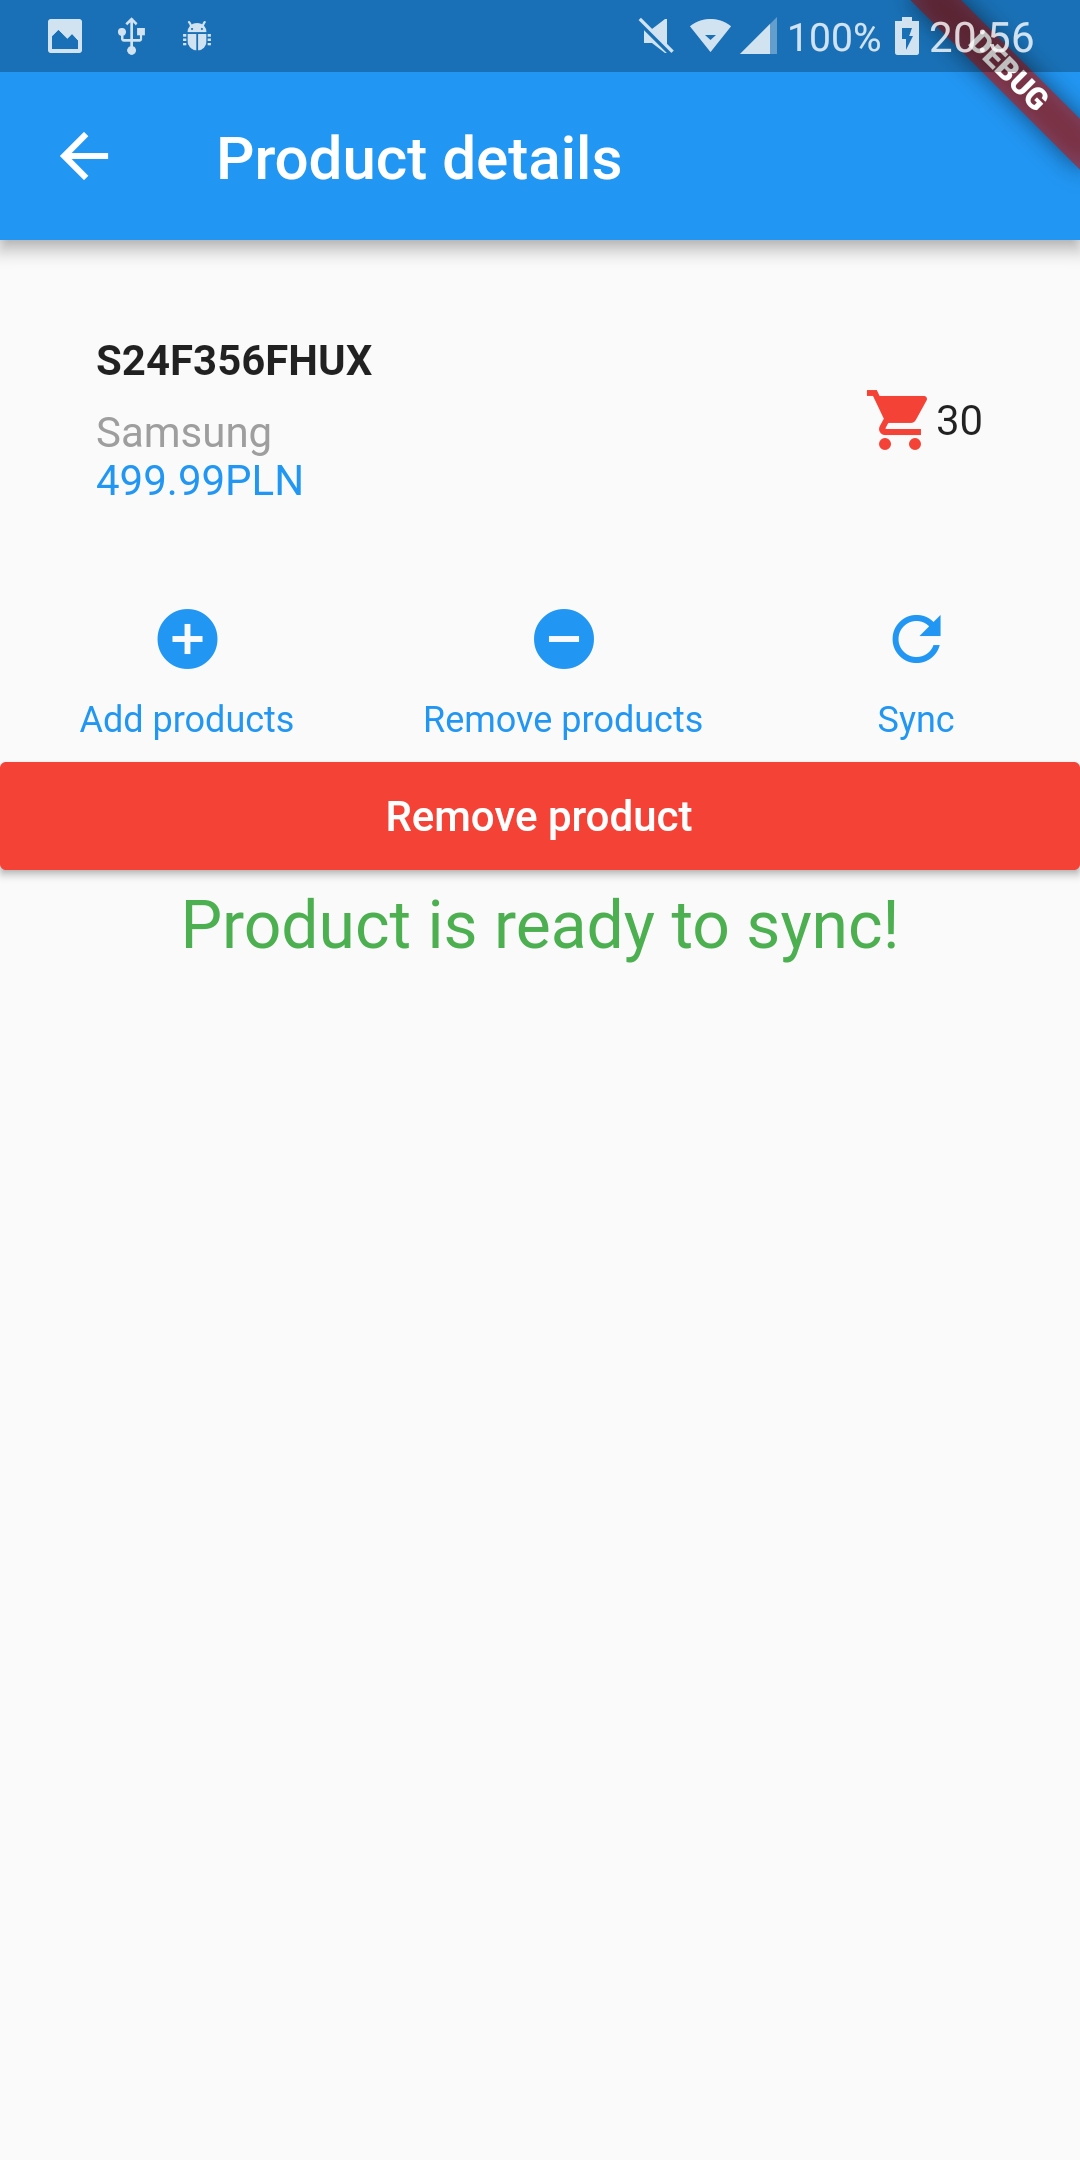 100% 20:56
DEBUG
Product details
S24F356FHUX
Samsung
30
499.99PLN
Add products
Remove products
Sync
Remove product
Product is ready to sync!